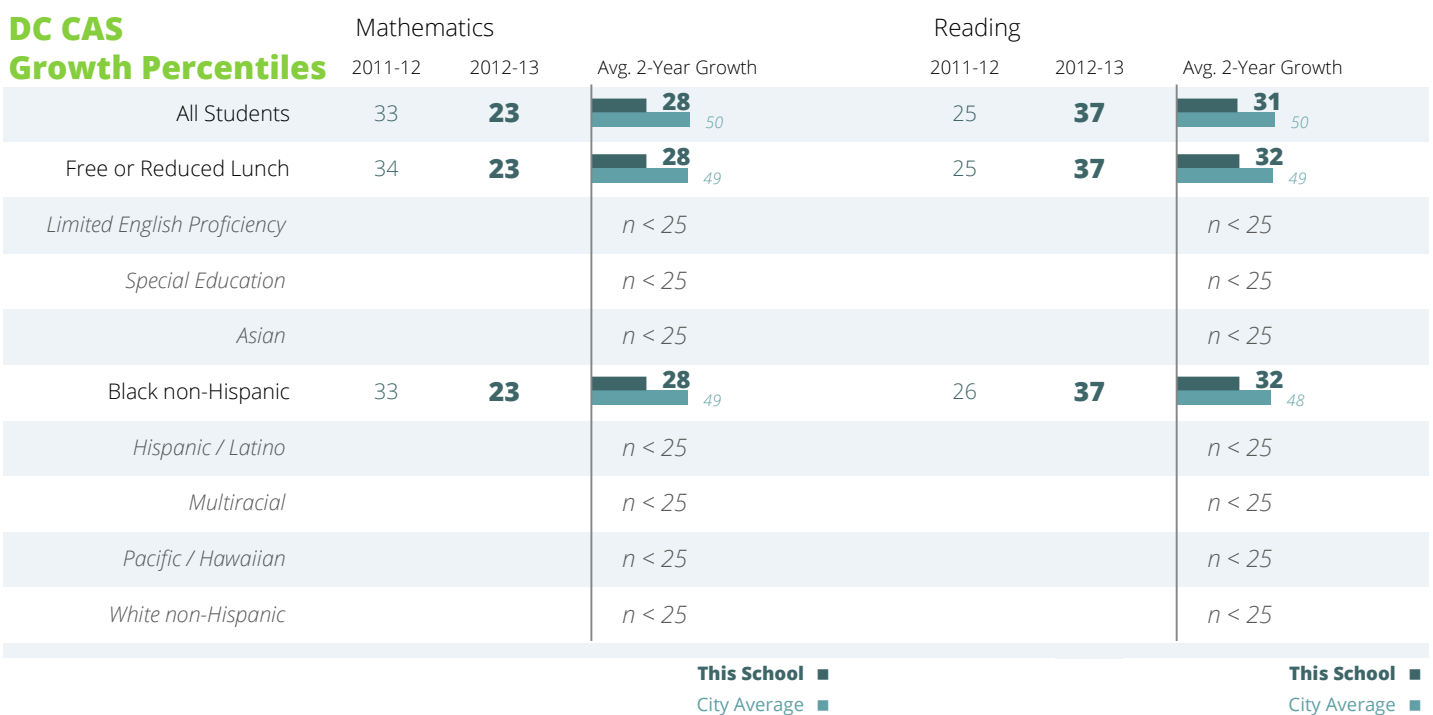 DC CAS
Growth Percentiles
Mathematics Reading
2011-12 2012-13 Avg. 2-Year Growth 2011-12 2012-13 Avg. 2-Year Growth
All Students 33 23 28 50 25 37 31 50
Free or Reduced Lunch 34 23 28 49 25 37 32 49
Limited English Proficiency n < 25 n < 25
Special Education n < 25 n < 25
Asian n < 25 n < 25
Black non-Hispanic 33 23 28 49 26 37 32 48
Hispanic / Latino n < 25 n < 25
Multiracial n < 25 n < 25
Pacific / Hawaiian n < 25 n < 25
White non-Hispanic n < 25 n < 25
This School This School
City Average City Average